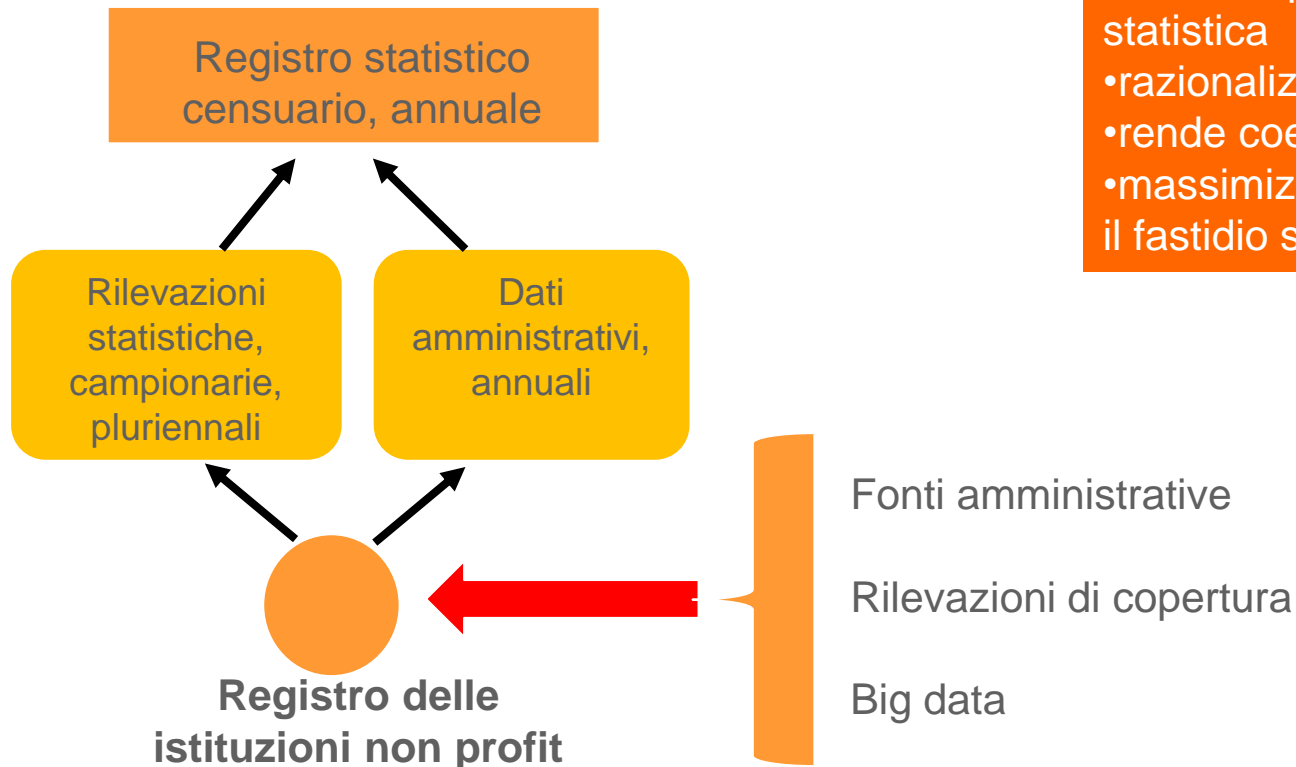 Registro statistico
censuario, annuale
statistica
•razionaliz
•rende coe
•massimiz
il fastidio s
Rilevazioni
statistiche,
campionarie,
pluriennali
Dati
amministrativi,
annuali
Fonti amministrative
Rilevazioni di copertura
Big data
Registro delle
istituzioni non profit